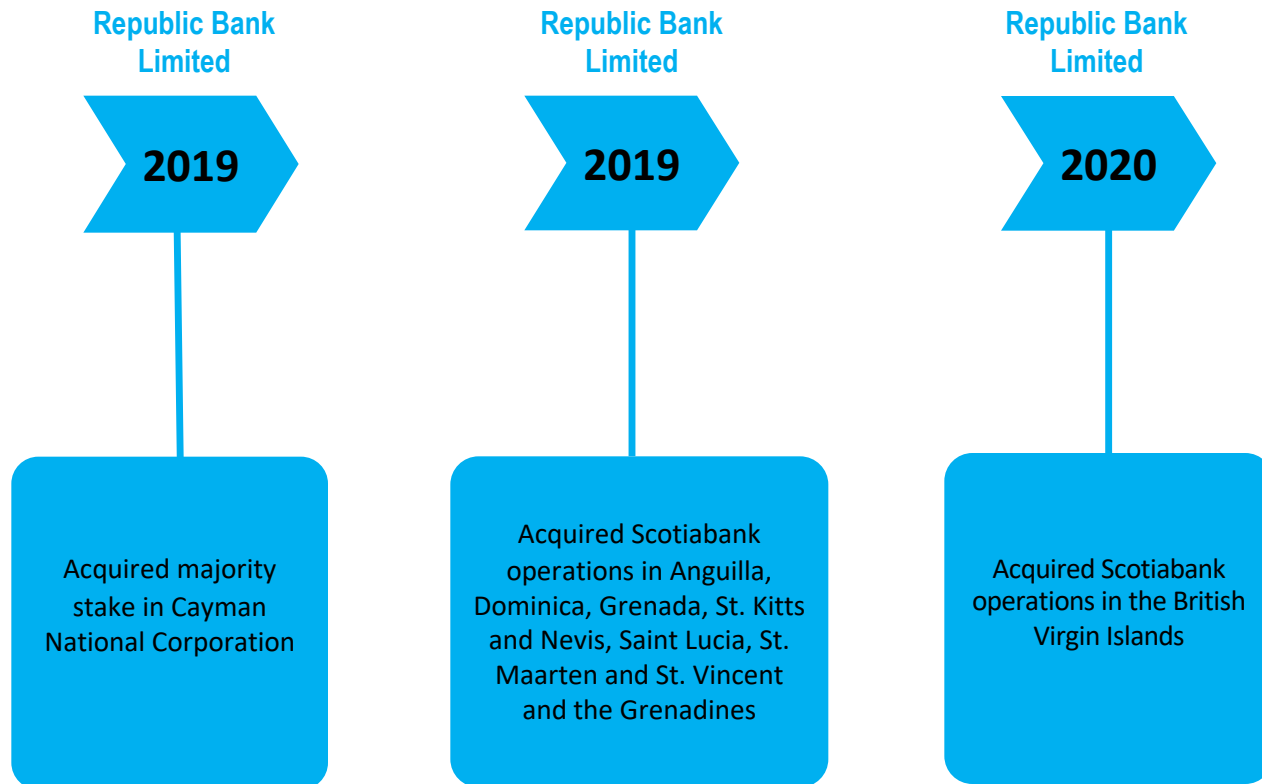 Republic Bank
Limited
2019
Acquired majority
stake in Cayman
National Corporation
Republic Bank
Limited
2019
Acquired Scotiabank
operations in Anguilla,
Dominica, Grenada, St. Kitts
and Nevis, Saint Lucia, St.
Maarten and St. Vincent
and the Grenadines
Republic Bank
Limited
2020
Acquired Scotiabank
operations in the British
Virgin Islands